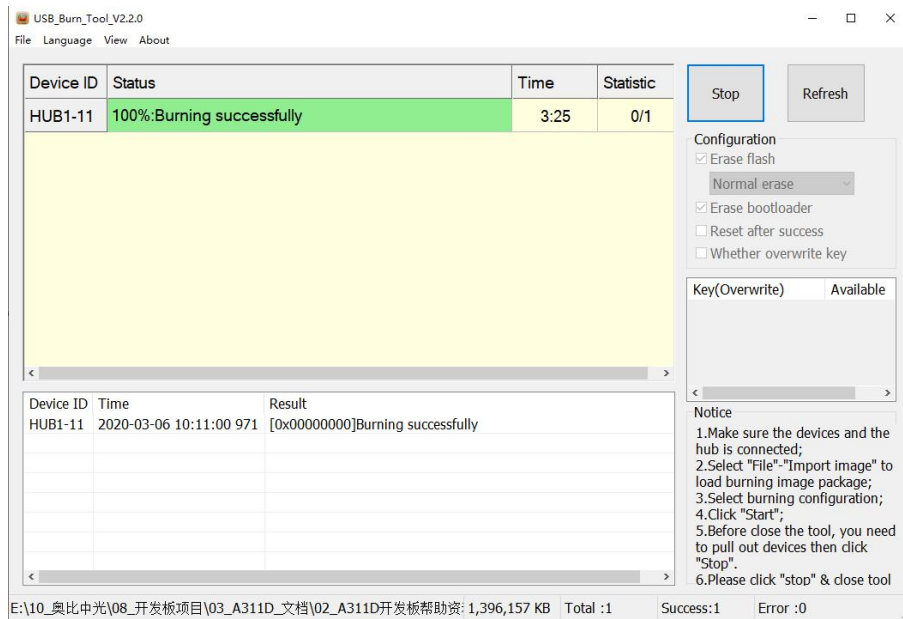 USB_Burn_Tool_V2.2.0
File Language View About
Device ID Status Time Statistic
HUB1-11 100%:Burning successfully 3:25 0/1
Stop
Refresh
Configuration
Erase flash
Normal erase
Erase bootloader
Reset after success
Whether overwrite key
Key(Overwrite) Available
Device ID Time Result
HUB1-11 2020-03-06 10:11:00 971 [0x00000000]Burning successfully
Notice
1.Make sure the devices and the
hub is connected;
2.Select "File"-"Import image" to
load burning image package;
3.Select burning configuration;
4.Click "Start";
5.Before close the tool, you need
to pull out devices then click
"Stop".
6.Please click "stop" & close tool
E:\10_奥比中光\08_开发板项目\03_A311D_文档\02_A311D开发板帮助资 1,396,157 KB Total :1 Success:1 Error :0